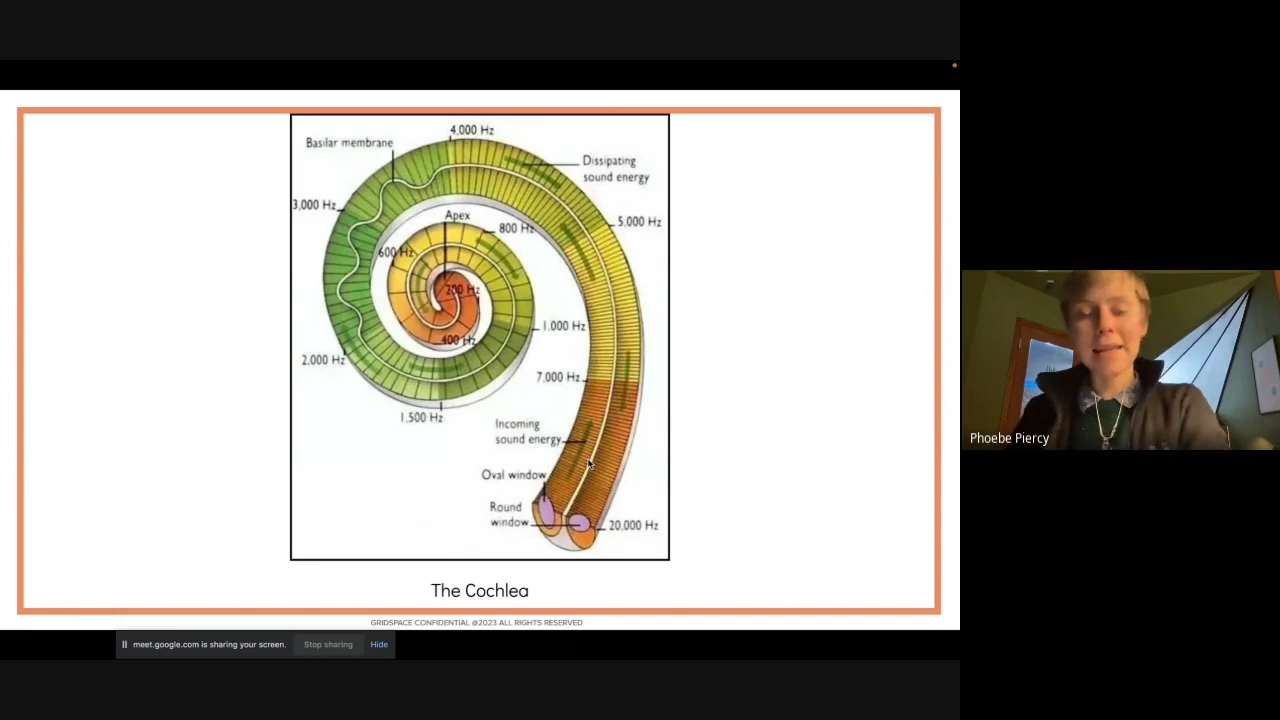 4,000 Hz
Basilar membrane
Dissipating
sound energy
3,000 Hz
Apex
800 Hz
5,000 Hz
600 Hz
200 Hz
400 Hz
1,000 Hz
2,000 Hz
7,000 Hz
1,500 Hz
Incoming
sound energy
Oval window
Round
window
20,000 Hz
The Cochlea
GRIDSPACE CONFIDENTIAL @2023 ALL RIGHTS RESERVED
meet.google.com is sharing your screen.
Stop sharing
Hide
Phoebe Piercy